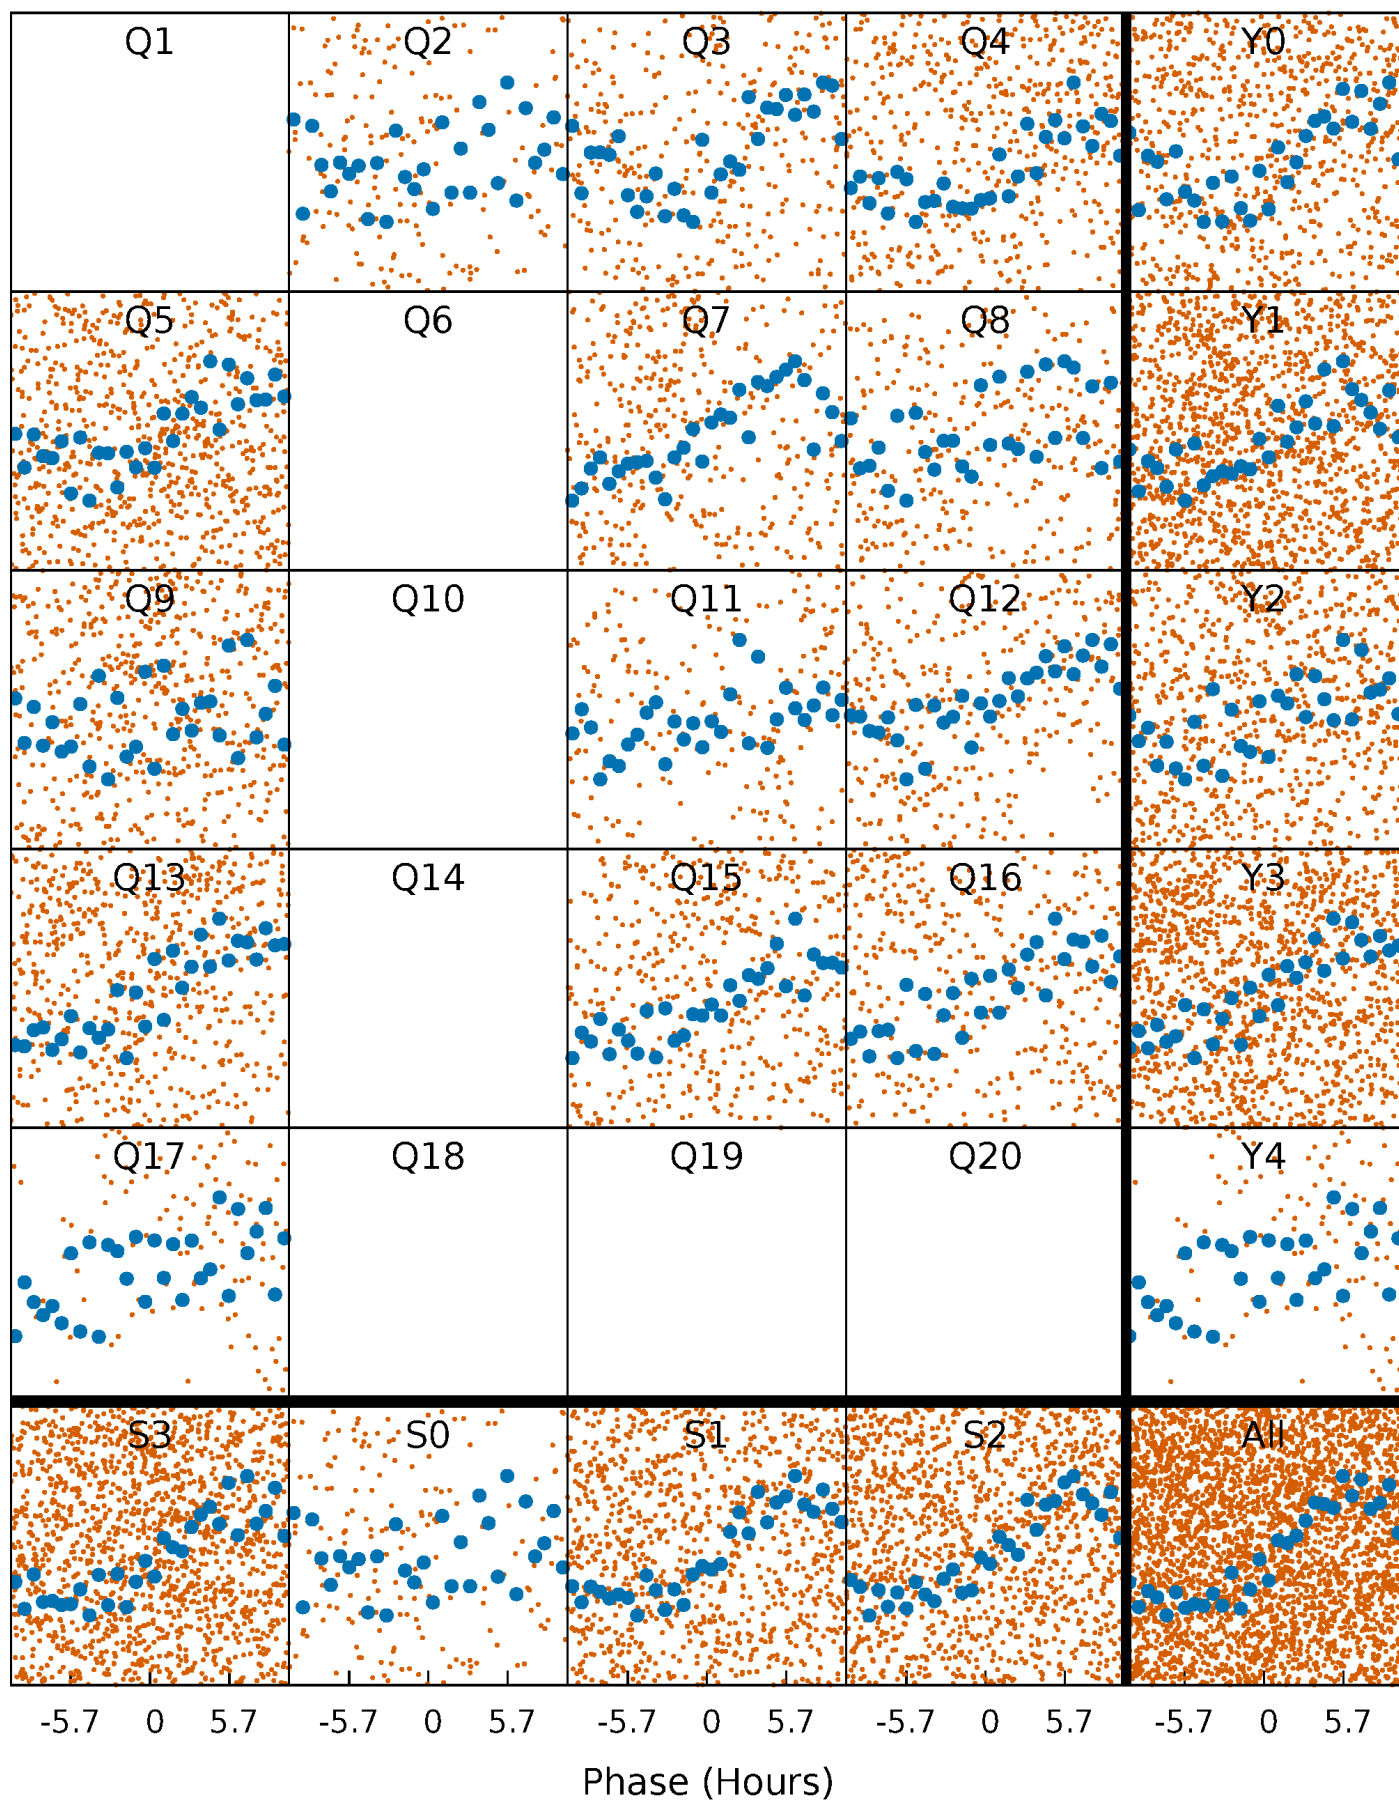 Q1 Q2 Q3 Q4 Y0
Q5 Q6 Q7 Q8 Y1
Q9 Q10 Q11 Q12 Y2
Q13 Q14 Q15 Q16 Y3
Q17 Q18 Q19 Q20 Y4
S3 S0 S1 S2 All
-5.7 0 5.7 -5.7 0 5.7 -5.7 0 5.7 -5.7 0 5.7 -5.7 0 5.7
Phase (Hours)